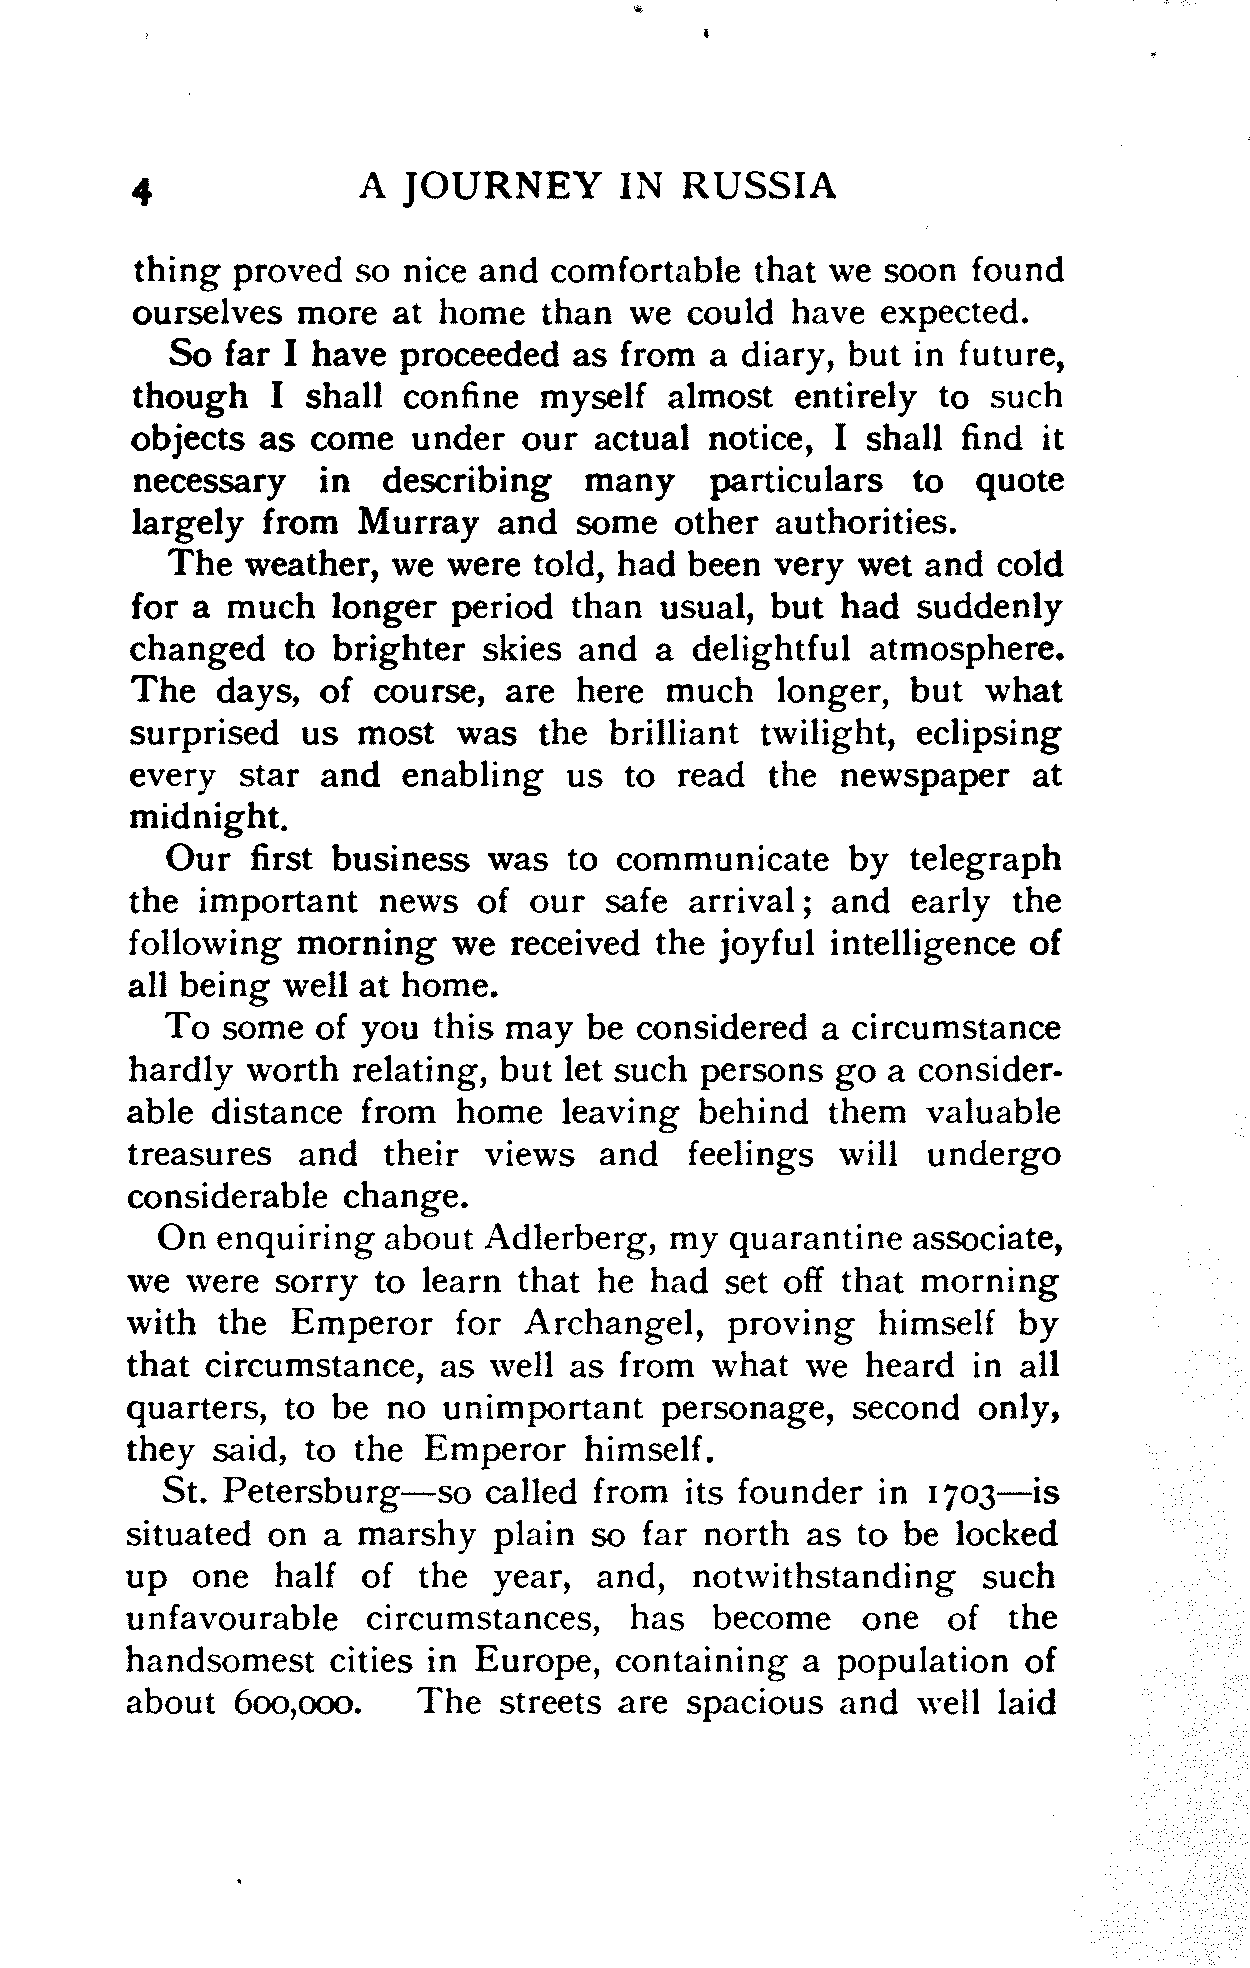 4 A JOURNEY IN RUSSIA
thing proved so nice and comfortable that we soon found
ourselves more at home than we could have expected.
So far I have proceeded as from a diary, but in future,
though I shall confine myself almost entirely to such
objects as come under our actual notice, I shall find it
necessary in describing many particulars to quote
largely from Murray and some other authorities.
The weather, we were told, had been very wet and cold
for a much longer period than usual, but had suddenly
changed to brighter skies and a delightful atmosphere.
The days, of course, are here much longer, but what
surprised us most was the brilliant twilight, eclipsing
every star and enabling us to read the newspaper at
midnight.
Our first business was to communicate by telegraph
the important news of our safe arrival; and early the
following morning we received the joyful intelligence of
all being well at home.
To some of you this may be considered a circumstance
hardly worth relating, but let such persons go a consider-
able distance from home leaving behind them valuable
treasures and their views and feelings will undergo
considerable change.
On enquiring about Adlerberg, my quarantine associate,
we were sorry to learn that he had set off that morning
with the Emperor for Archangel, proving himself by
that circumstance, as well as from what we heard in all
quarters, to be no unimportant personage, second only,
they said, to the Emperor himself.
St. Petersburg—so called from its founder in 1703—is
situated on a marshy plain so far north as to be locked
up one half of the year, and, notwithstanding such
unfavourable circumstances, has become one of the
handsomest cities in Europe, containing a population of
about 600,000. The streets are spacious and well laid